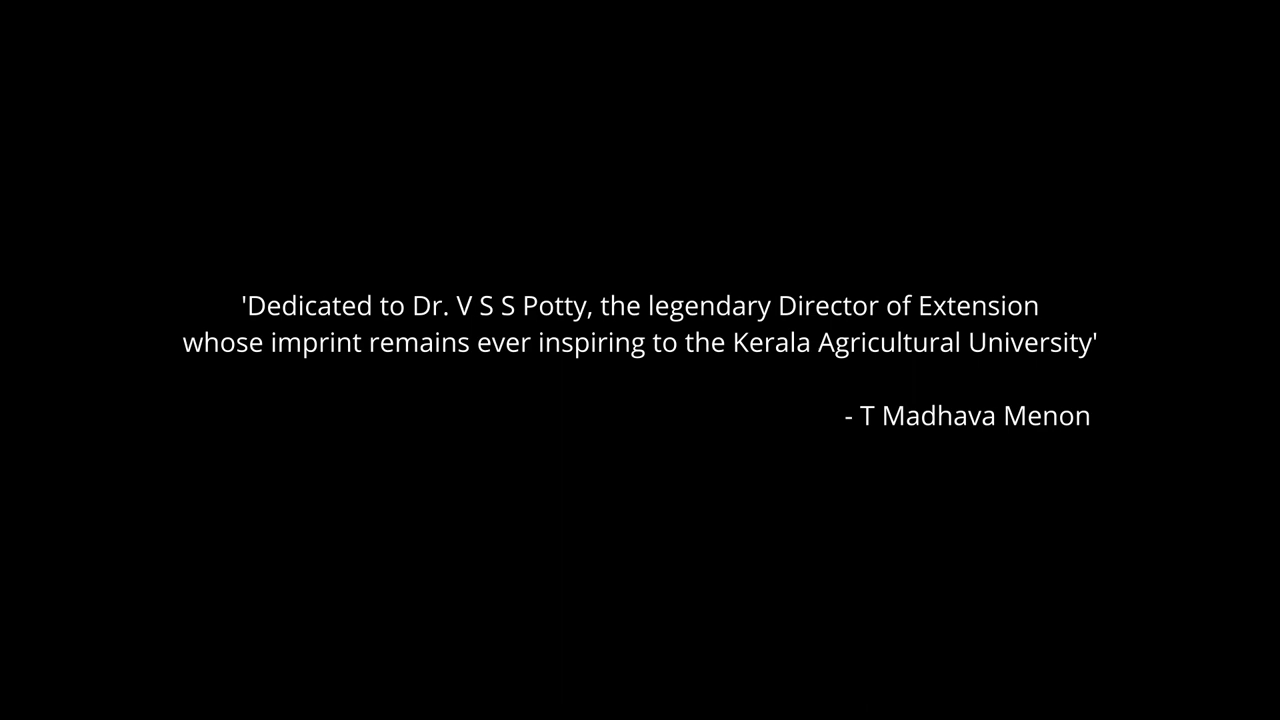 'Dedicated to Dr. V S S Potty, the legendary Director of Extension
whose imprint remains ever inspiring to the Kerala Agricultural University'
- T Madhava Menon